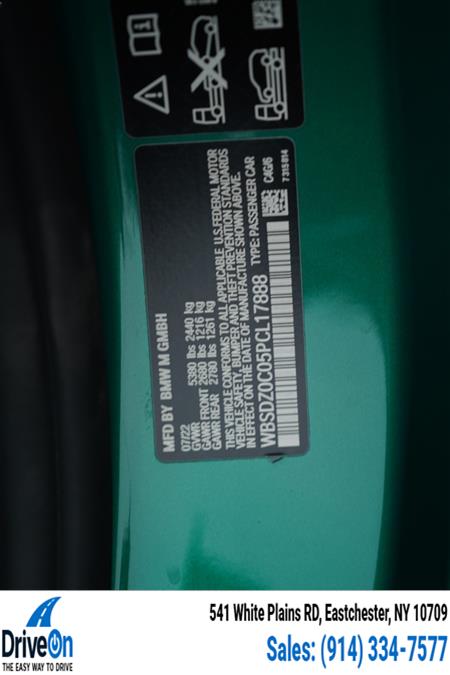 MFD BY BMW M GMBH
07/22
GVWR 5380 lbs 2440 kg
GAWR FRONT 2680 lbs 1216 kg
GAWR REAR 2780 lbs 1261 kg
THIS VEHICLE CONFORMS TO ALL APPLICABLE U.S. FEDERAL MOTOR
VEHICLE SAFETY, BUMPER AND THEFT PREVENTION STANDARDS
IN EFFECT ON THE DATE OF MANUFACTURE SHOWN ABOVE.
WBSDZ0C05PCL17888 TYPE: PASSENGER CAR
C4G/6
7315814
DriveOn
THE EASY WAY TO DRIVE
541 White Plains RD, Eastchester, NY 10709
Sales: (914) 334-7577